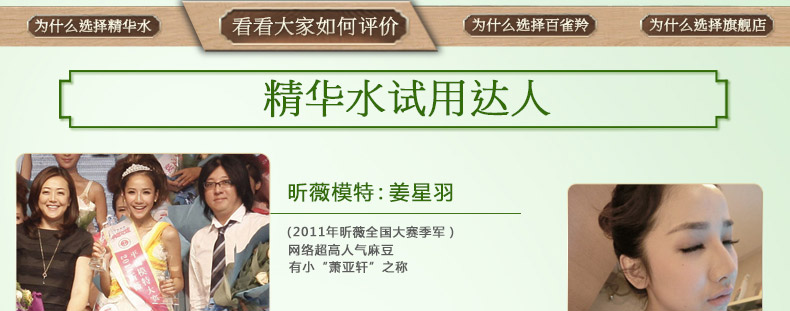 为什么选择精华水
看看大家如何评价
为什么选择百雀羚
为什么选择旗舰店
精华水试用达人
昕薇模特：姜星羽
（2011年昕薇全国大赛季军）
网络超高人气麻豆
有小“萧亚轩”之称